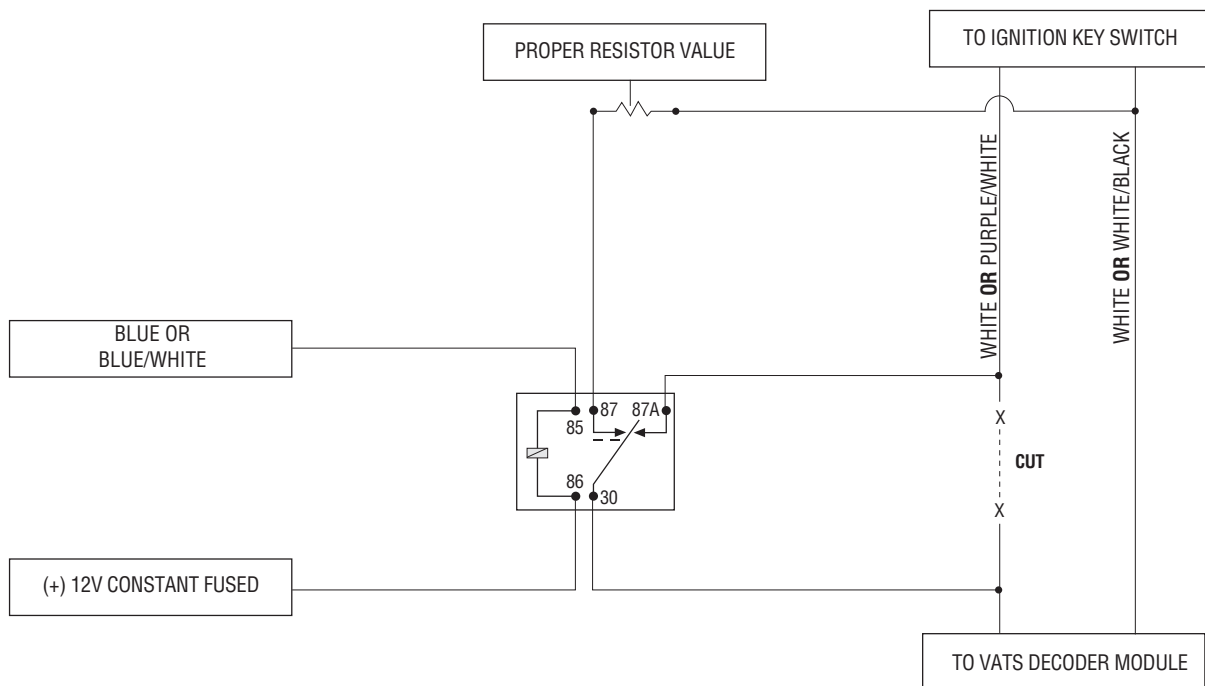 PROPER RESISTOR VALUE
TO IGNITION KEY SWITCH
WHITE OR PURPLE/WHITE
WHITE OR WHITE/BLACK
BLUE OR
BLUE/WHITE
87 87A
85
86
30
X
CUT
X
(+) 12V CONSTANT FUSED
TO VATS DECODER MODULE